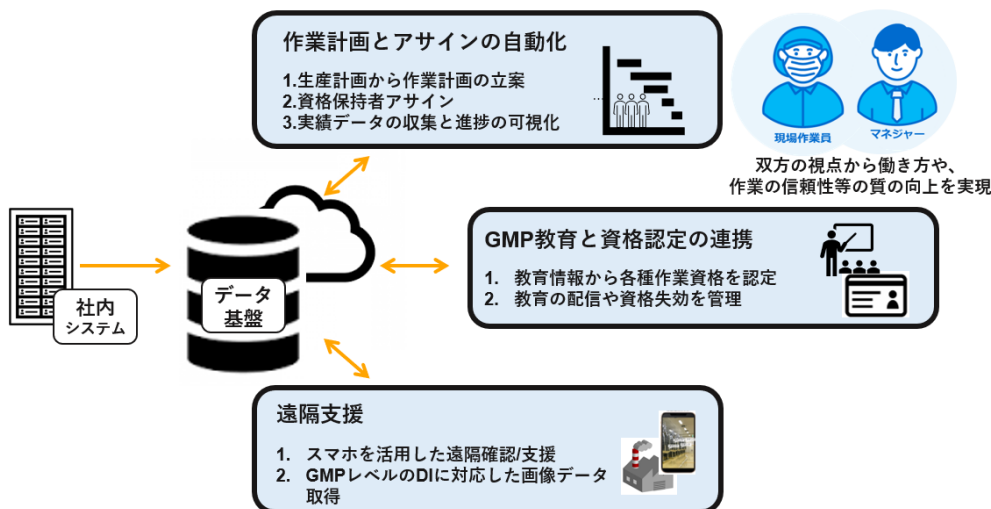 作業計画とアサインの自動化
1.生産計画から作業計画の立案
2.資格保持者アサイン
3.実績データの収集と進捗の可視化
…
現場作業員
マネジャー
双方の視点から働き方や、
作業の信頼性等の質の向上を実現
社内
システム
データ
基盤
GMP教育と資格認定の連携
1. 教育情報から各種作業資格を認定
2. 教育の配信や資格失効を管理
遠隔支援
1. スマホを活用した遠隔確認/支援
2. GMPレベルのDIに対応した画像データ
取得